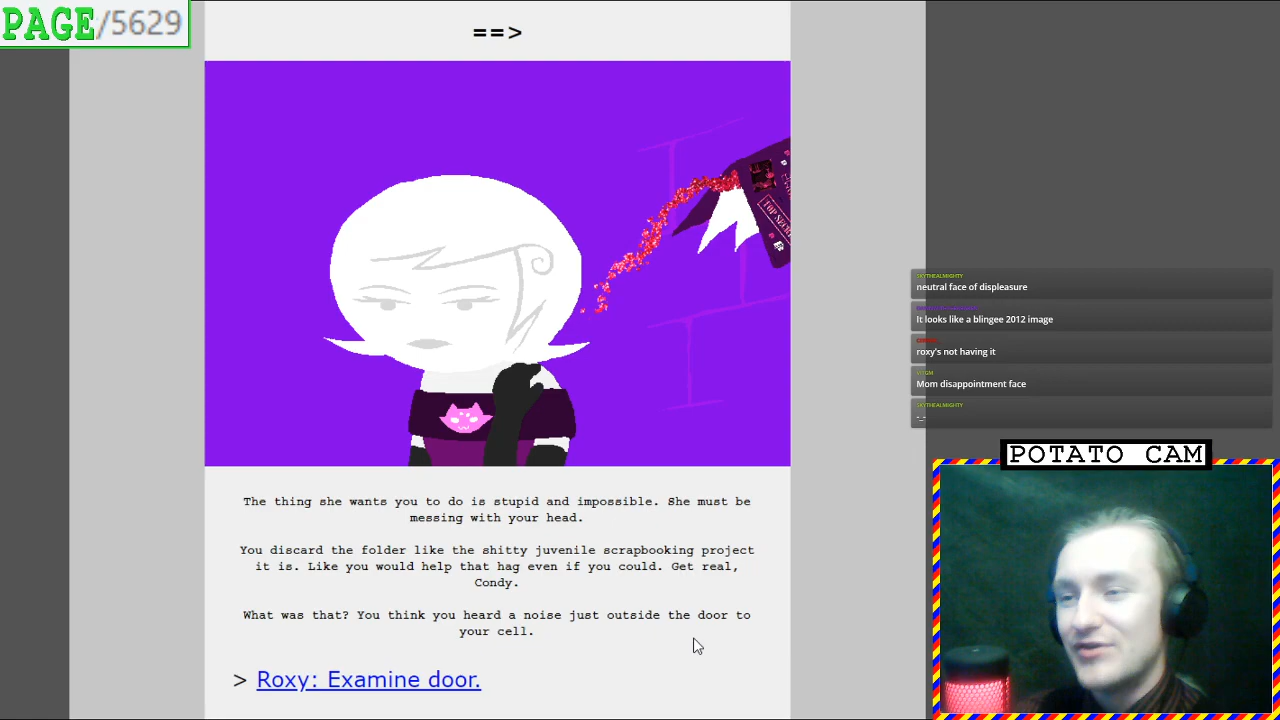 PAGE/5629
==>
TOP SECRET
The thing she wants you to do is stupid and impossible. She must be
messing with your head.
You discard the folder like the shitty juvenile scrapbooking project
it is. Like you would help that hag even if you could. Get real,
Condy.
What was that? You think you heard a noise just outside the door to
your cell.
> Roxy: Examine door.
SKYTHEALMIGHTY
neutral face of displeasure
It looks like a blingee 2012 image
roxy's not having it
Mom disappointment face
SKYTHEALMIGHTY
-_-
POTATO CAM